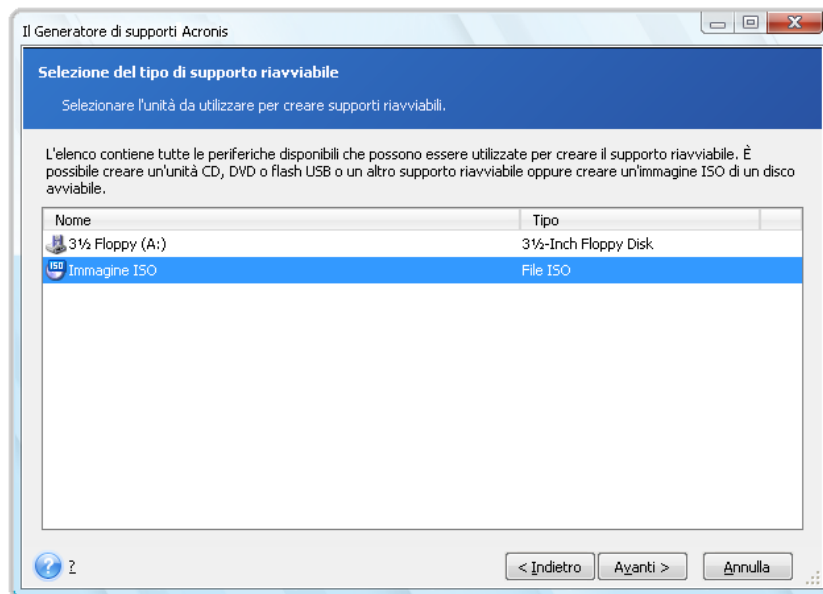 Il Generatore di supporti Acronis
Selezione del tipo di supporto riavviabile
Selezionare l'unità da utilizzare per creare supporti riavviabili.
L'elenco contiene tutte le periferiche disponibili che possono essere utilizzate per creare il supporto riavviabile. È
possibile creare un'unità CD, DVD o flash USB o un altro supporto riavviabile oppure creare un'immagine ISO di un disco
avviabile.
Nome Tipo
3½ Floppy (A:) 3½-Inch Floppy Disk
ISO Immagine ISO File ISO
? ? < Indietro Avanti > Annulla